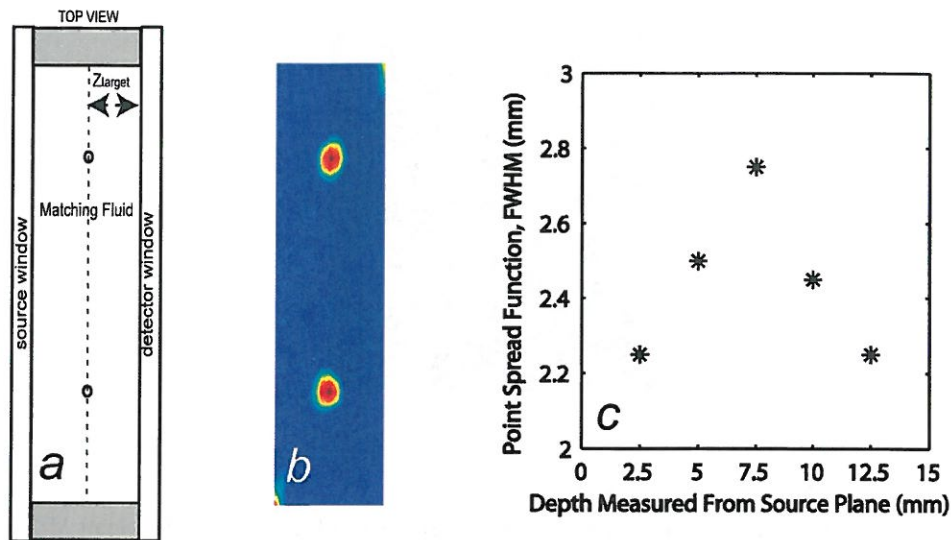 TOP VIEW
Ztarget
Matching Fluid
source window
detector window
a
b
Point Spread Function, FWHM (mm)
3
2.8
2.6
2.4
2.2
2
0 2.5 5 7.5 10 12.5 15
Depth Measured From Source Plane (mm)
c